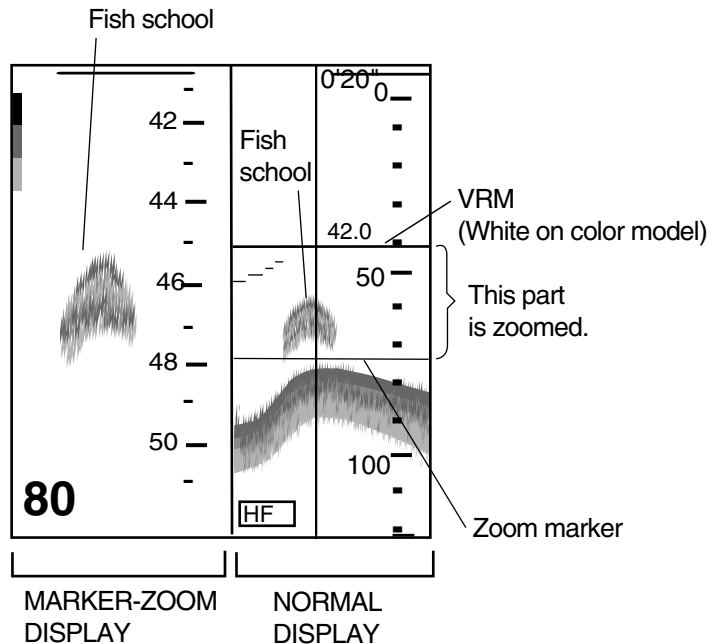 Fish school
0'20"
0
42
Fish
school
44
VRM
(White on color model)
42.0
46
50
This part
is zoomed.
48
50
100
80
HF
Zoom marker
MARKER-ZOOM
DISPLAY
NORMAL
DISPLAY